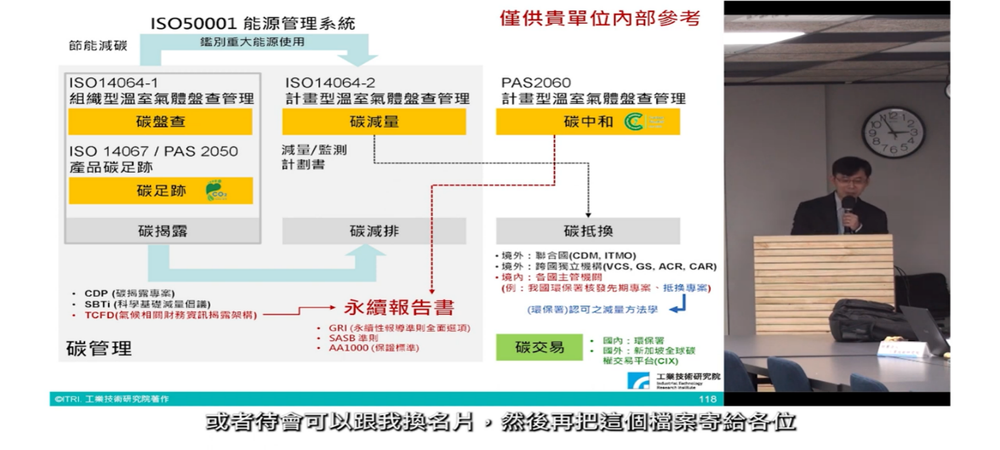 ISO50001 能源管理系統
僅供貴單位內部參考
節能減碳
鑑別重大能源使用
ISO14064-1
組織型溫室氣體盤查管理
碳盤查
ISO 14067 / PAS 2050
產品碳足跡
碳足跡
CO₂
碳揭露
ISO14064-2
計畫型溫室氣體盤查管理
碳減量
減量/監測
計劃書
碳減排
PAS2060
計畫型溫室氣體盤查管理
碳中和
碳抵換
• 境外：聯合國(CDM, ITMO)
• 境外：跨國獨立機構(VCS, GS, ACR, CAR)
• 境內：各國主管機關
(例：我國環保署核發先期專案、抵換專案)
(環保署)認可之減量方法學
• CDP (碳揭露專案)
• SBTi (科學基礎減量倡議)
• TCFD(氣候相關財務資訊揭露架構)
永續報告書
• GRI (永續性報導準則全面選項)
• SASB 準則
• AA1000 (保證標準)
碳管理
碳交易
• 國內：環保署
• 國外：新加坡全球碳
權交易平台(CIX)
工業技術研究院
Industrial Technology
Research Institute
©ITRI. 工業技術研究院著作
118
12
11
1
10
2
9
3
8
4
7
6
5
或者待會可以跟我換名片，然後再把這個檔案寄給各位